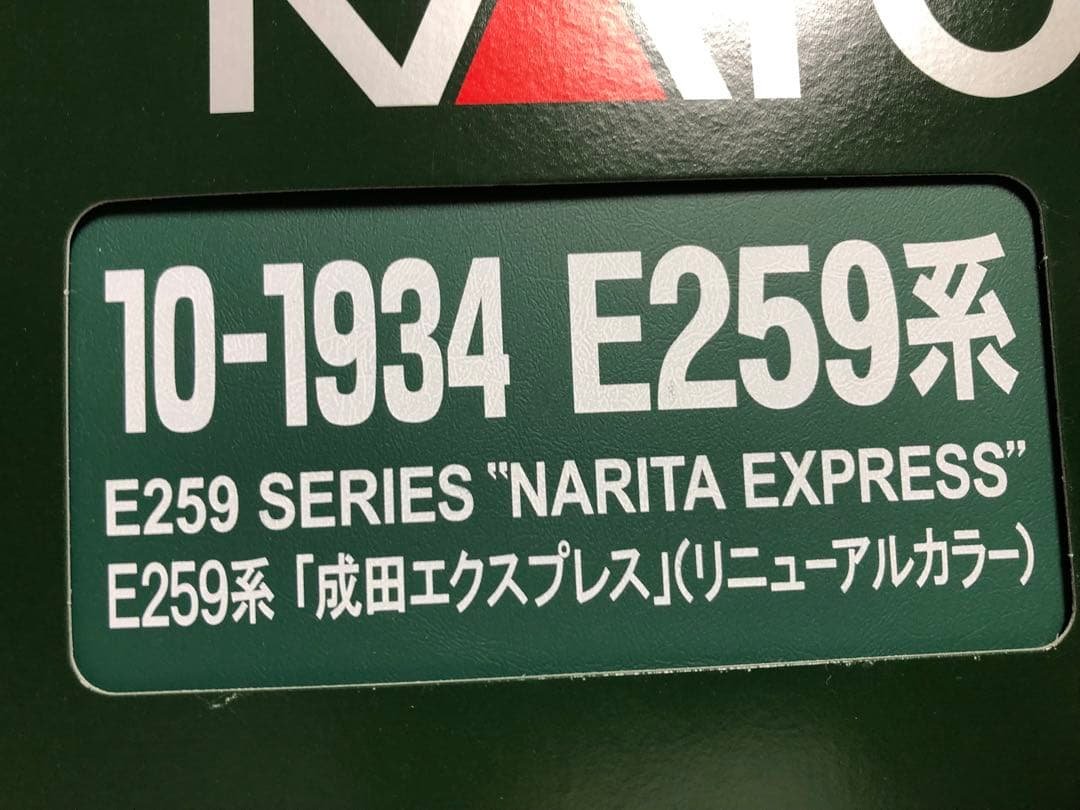 KATO
10-1934 E259系
E259 SERIES “NARITA EXPRESS”
E259系「成田エクスプレス」(リニューアルカラー)